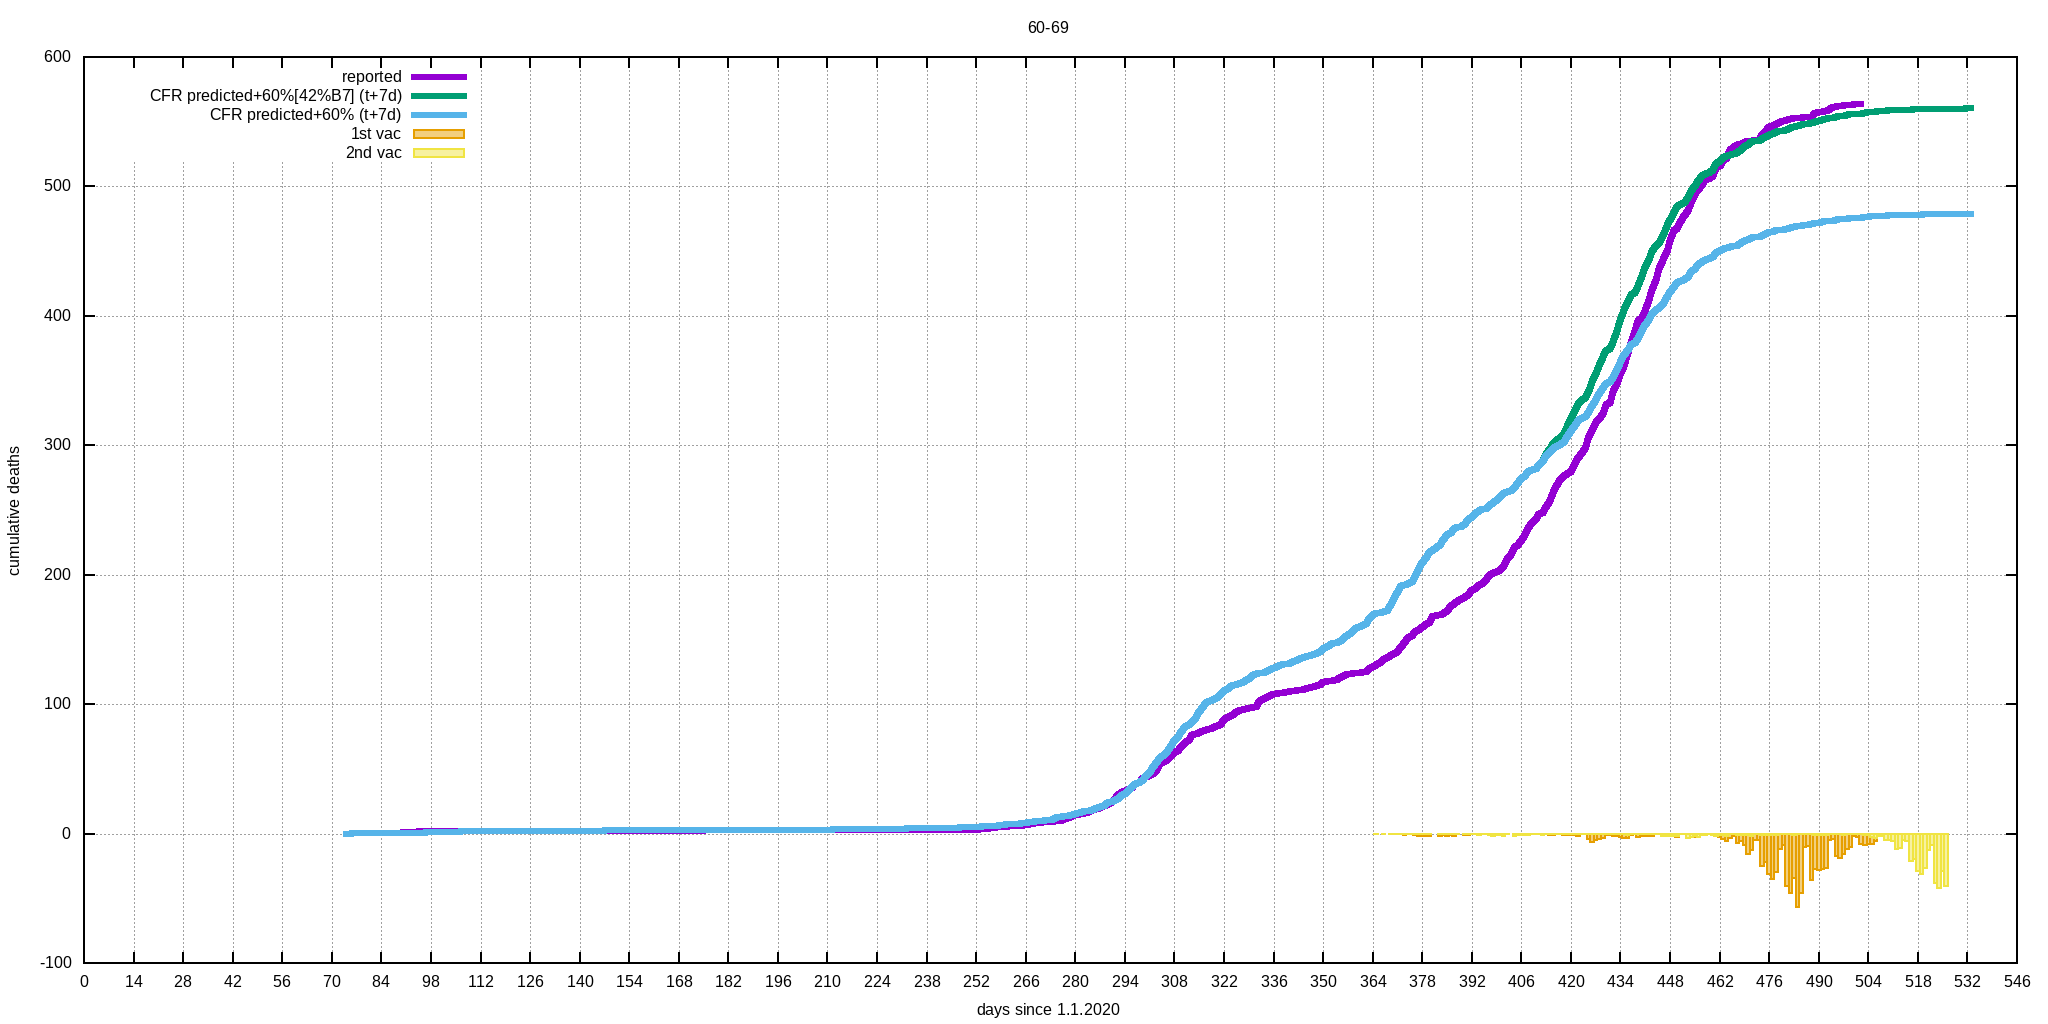 60-69
600
500
400
300
200
100
0
-100
reported
CFR predicted+60%[42%B7] (t+7d)
CFR predicted+60% (t+7d)
1st vac
2nd vac
cumulative deaths
0 14 28 42 56 70 84 98 112 126 140 154 168 182 196 210 224 238 252 266 280 294 308 322 336 350 364 378 392 406 420 434 448 462 476 490 504 518 532 546
days since 1.1.2020